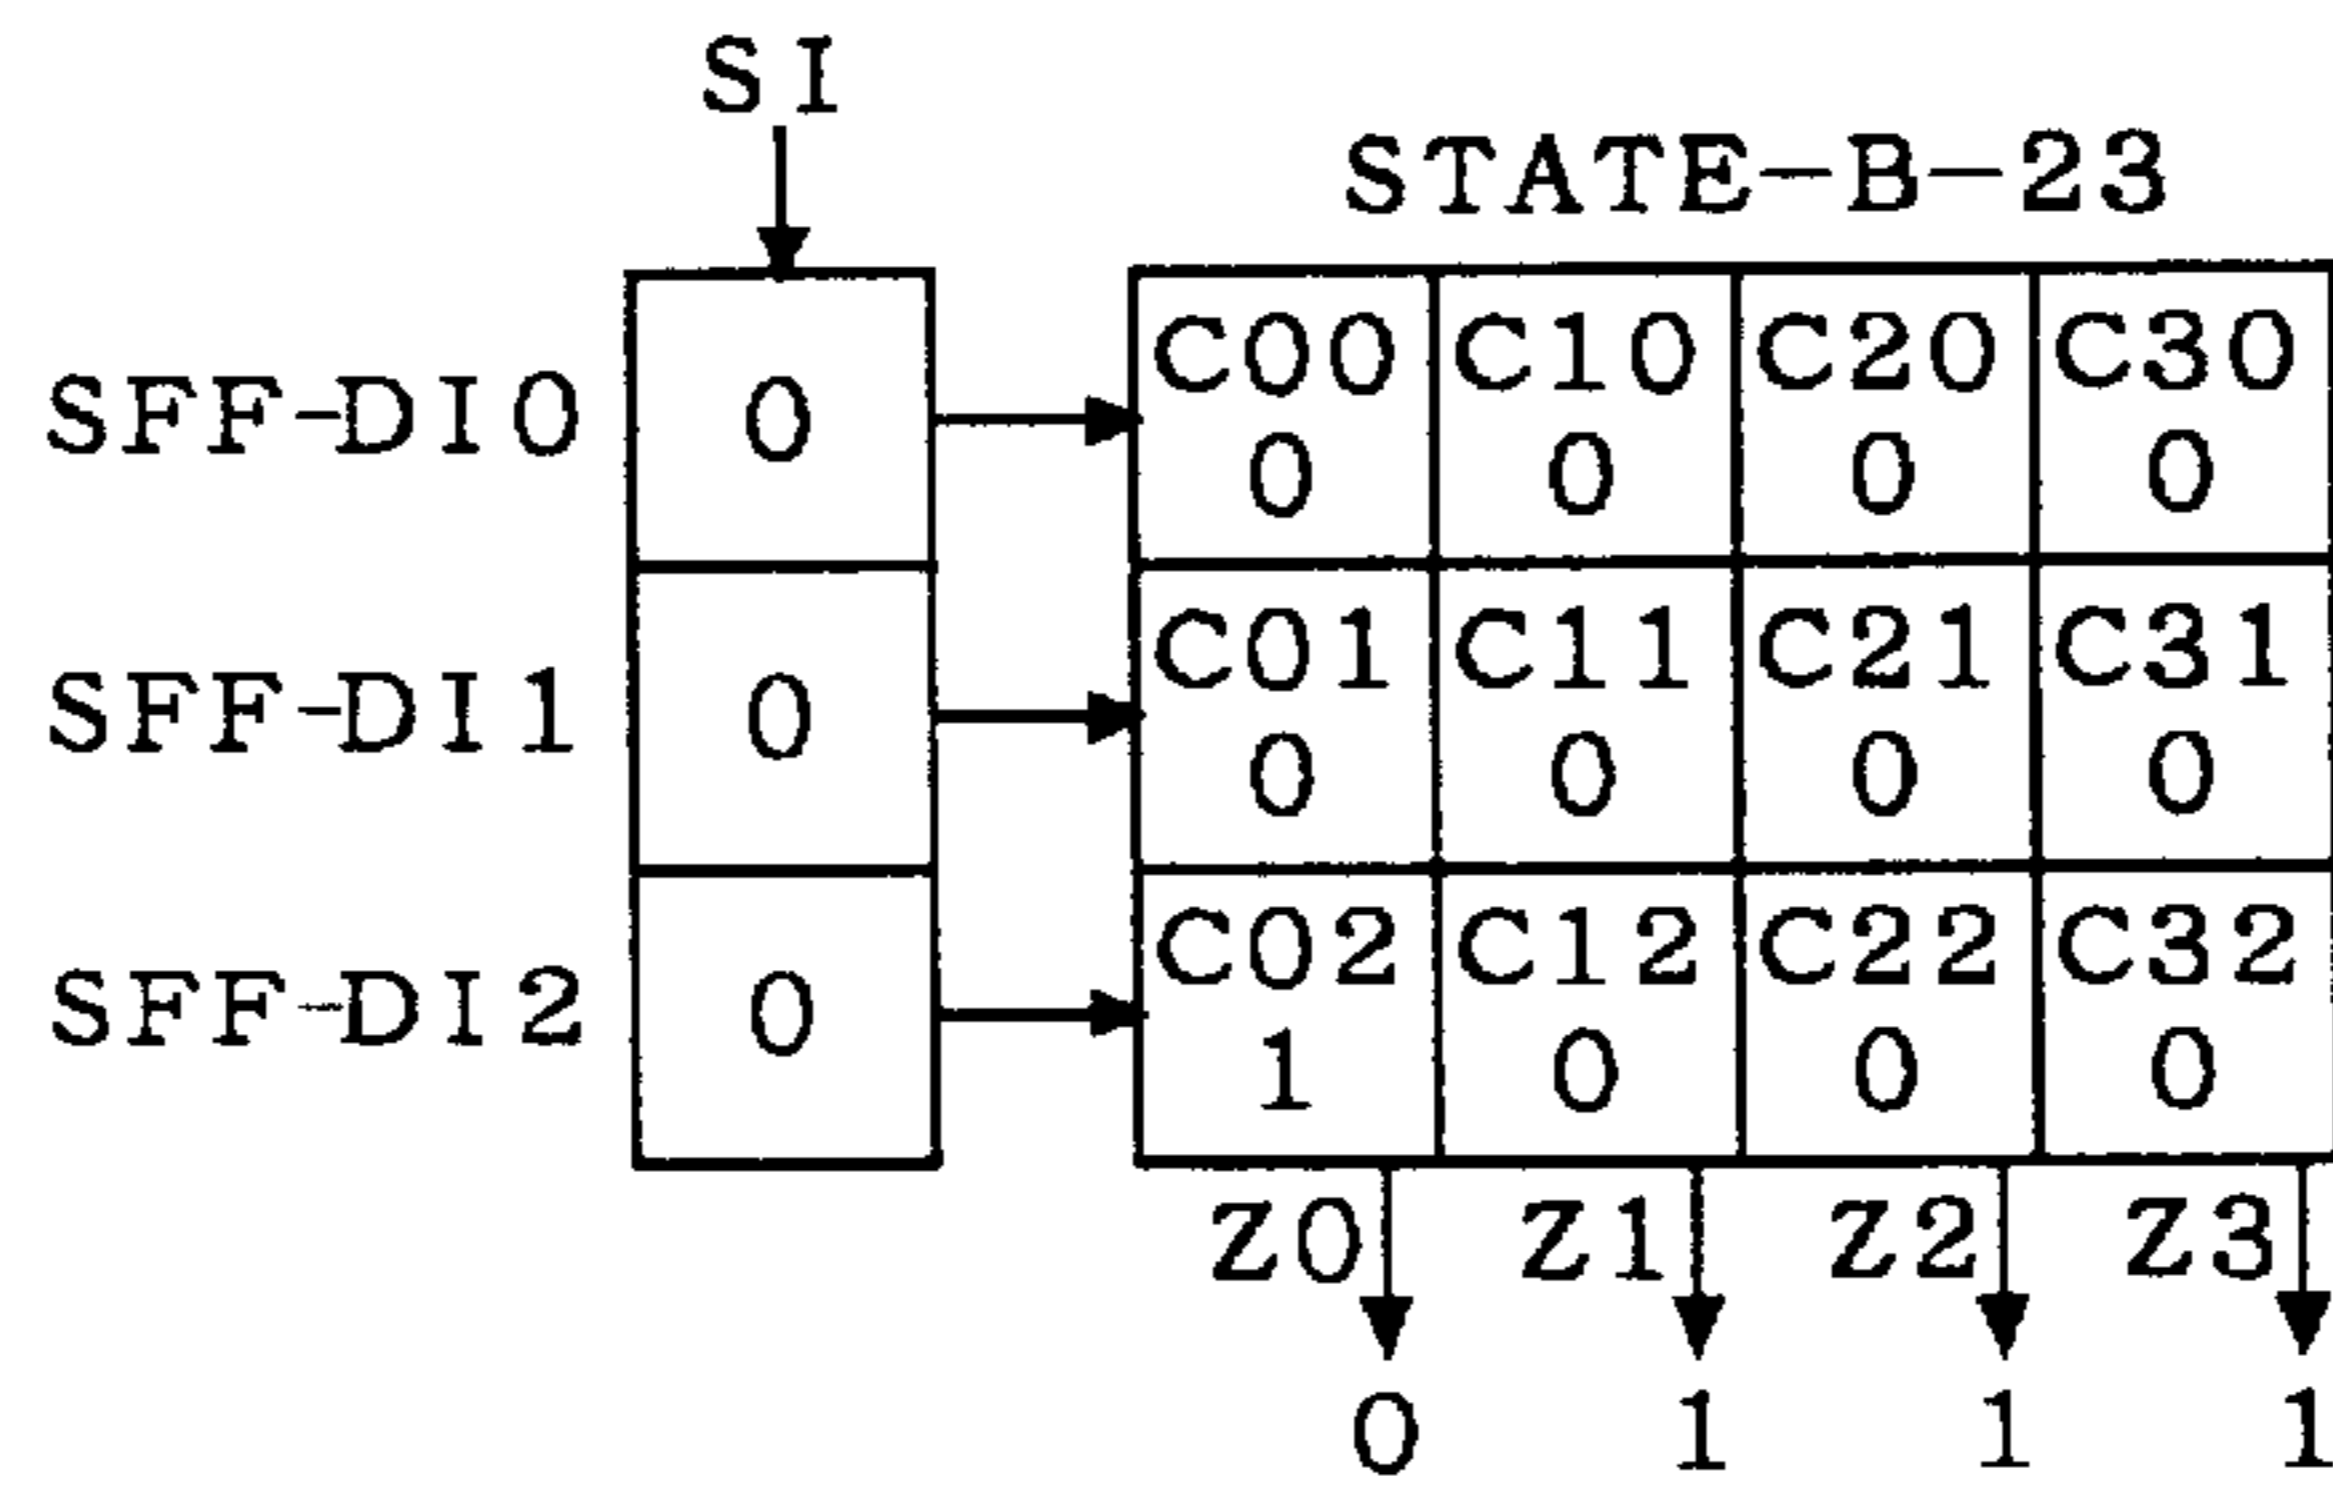 SI
STATE-B-23
C00 C10 C20 C30
SFF-DI0 0 0 0 0 0
C01 C11 C21 C31
SFF-DI1 0 0 0 0 0
C02 C12 C22 C32
SFF-DI2 0 1 0 0 0
Z0 Z1 Z2 Z3
0 1 1 1